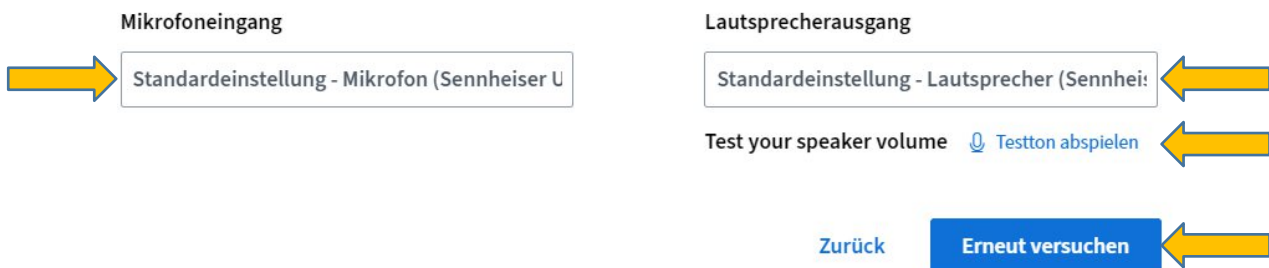 Mikrofoneingang
Lautsprecherausgang
Standardeinstellung - Mikrofon (Sennheiser U
Standardeinstellung - Lautsprecher (Sennheis
Test your speaker volume Testton abspielen
Zurück Erneut versuchen